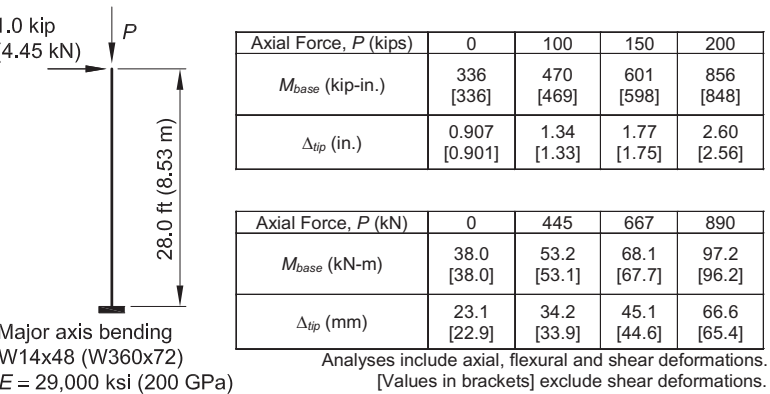 1.0 kip
(4.45 kN)
P
28.0 ft (8.53 m)
Major axis bending
W14x48 (W360x72)
E = 29,000 ksi (200 GPa)
Axial Force, P (kips) 0 100 150 200
M_base (kip-in.) 336 470 601 856
[336] [469] [598] [848]
Δ_tip (in.) 0.907 1.34 1.77 2.60
[0.901] [1.33] [1.75] [2.56]
Axial Force, P (kN) 0 445 667 890
M_base (kN-m) 38.0 53.2 68.1 97.2
[38.0] [53.1] [67.7] [96.2]
Δ_tip (mm) 23.1 34.2 45.1 66.6
[22.9] [33.9] [44.6] [65.4]
Analyses include axial, flexural and shear deformations.
[Values in brackets] exclude shear deformations.